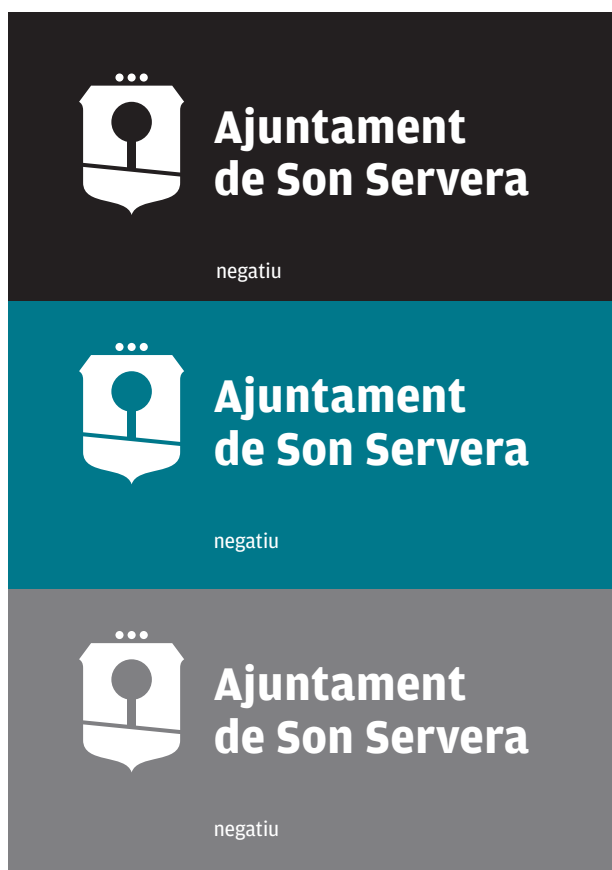 Ajuntament
de Son Servera
negatiu
Ajuntament
de Son Servera
negatiu
Ajuntament
de Son Servera
negatiu